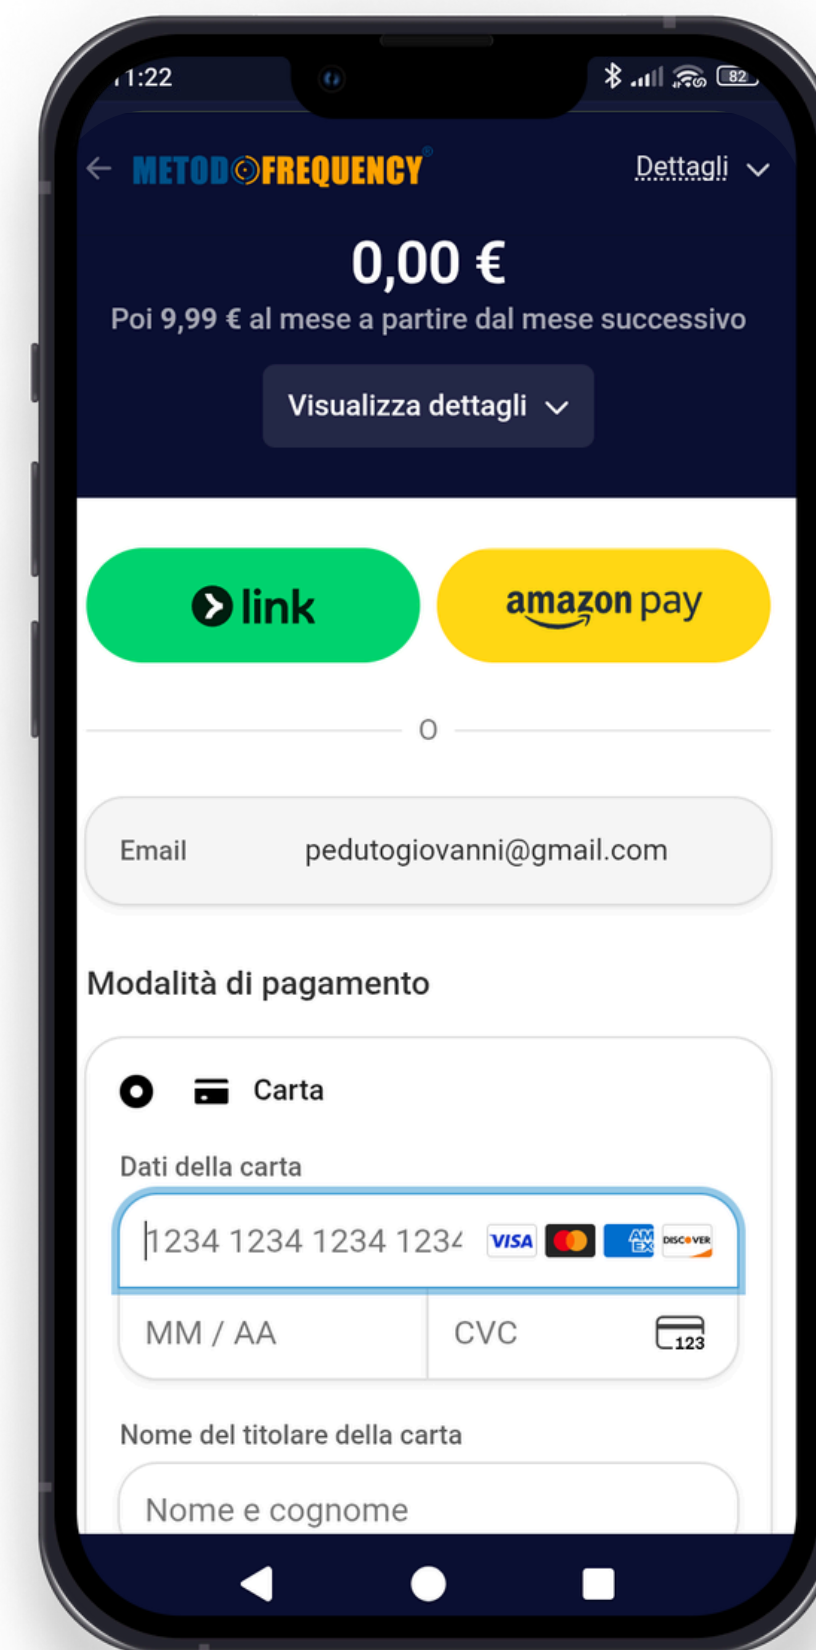 11:22
82
METODOFREQUENCY®
Dettagli
0,00 €
Poi 9,99 € al mese a partire dal mese successivo
Visualizza dettagli
link
amazon pay
O
Email pedutogiovanni@gmail.com
Modalità di pagamento
Carta
Dati della carta
1234 1234 1234 1234 VISA AMEX DISCOVER
MM / AA CVC 123
Nome del titolare della carta
Nome e cognome